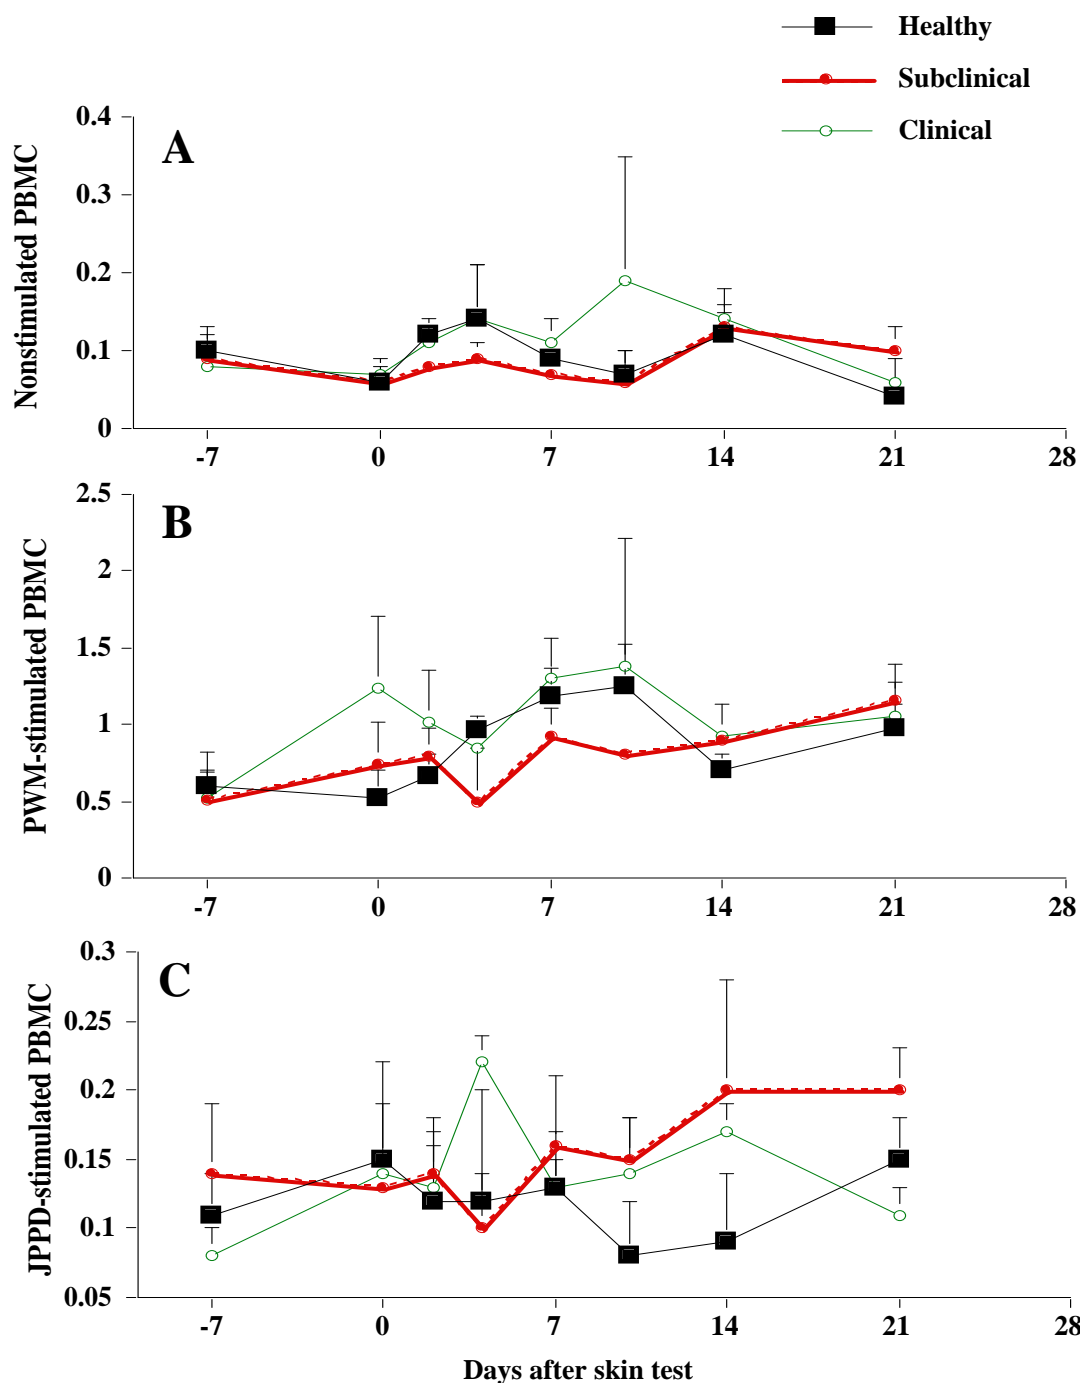 Healthy
Subclinical
Clinical
A
Nonstimulated PBMC
0.4
0.3
0.2
0.1
0
-7 0 7 14 21 28
B
PWM-stimulated PBMC
2.5
2
1.5
1
0.5
0
-7 0 7 14 21 28
C
JPPD-stimulated PBMC
0.3
0.25
0.2
0.15
0.1
0.05
-7 0 7 14 21 28
Days after skin test